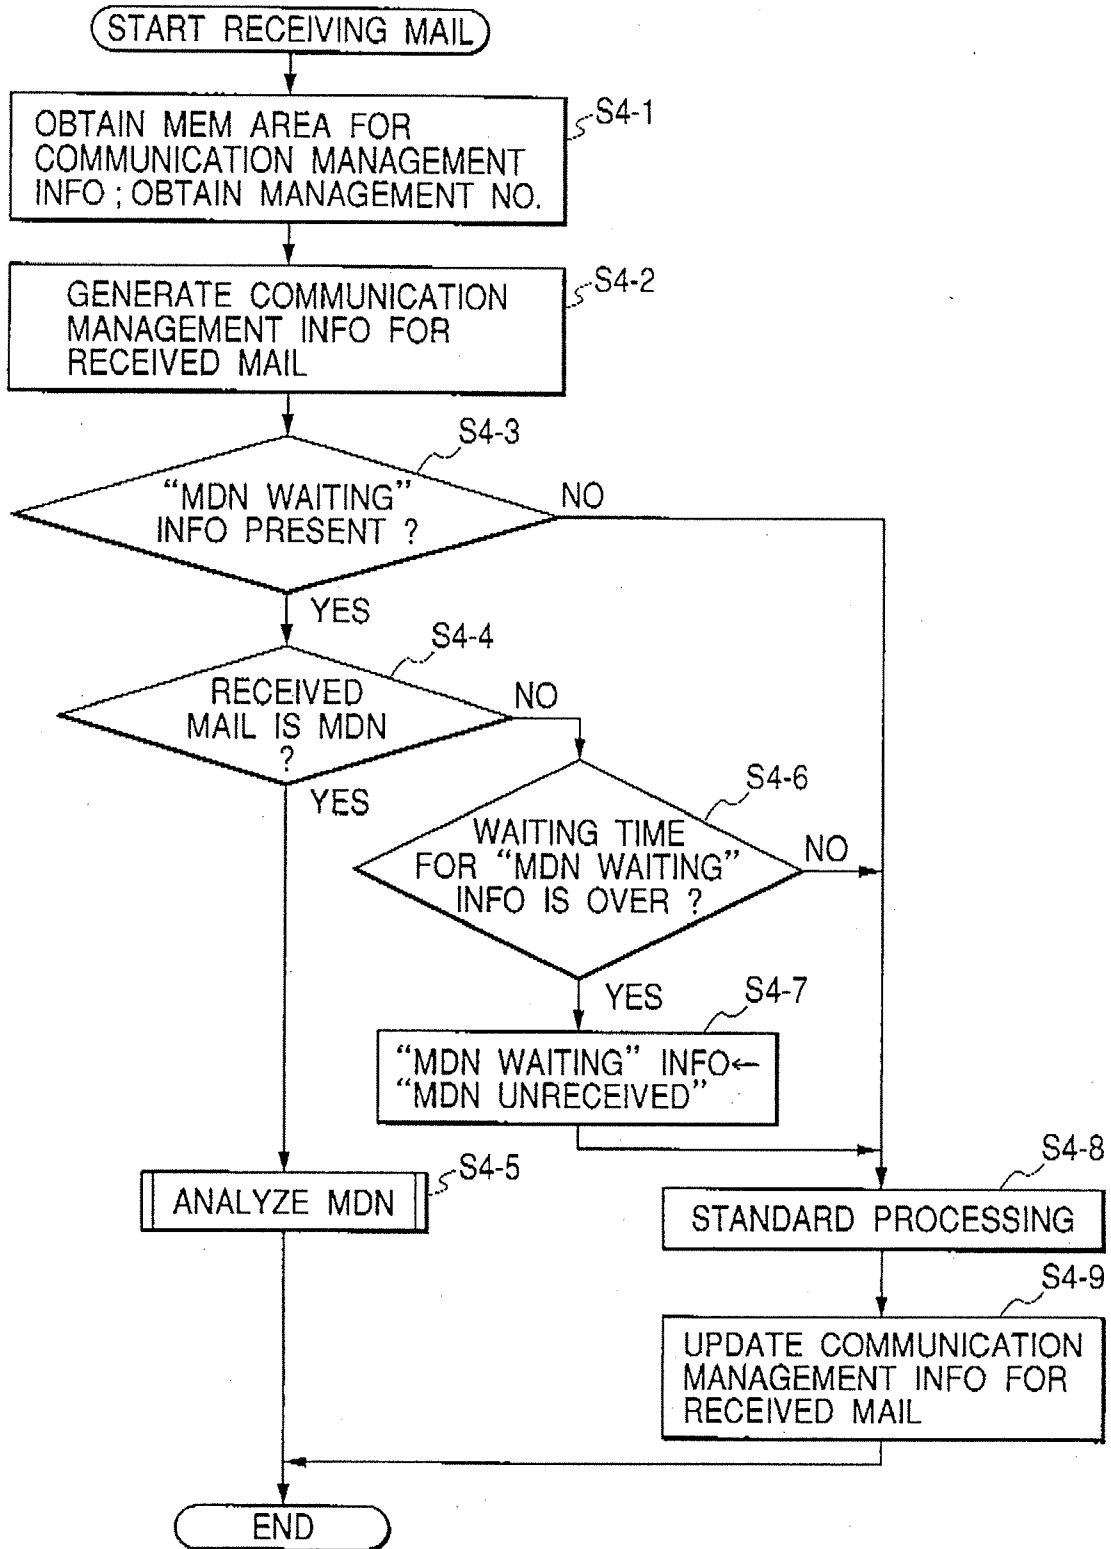 START RECEIVING MAIL
S4-1
OBTAIN MEM AREA FOR
COMMUNICATION MANAGEMENT
INFO ; OBTAIN MANAGEMENT NO.
S4-2
GENERATE COMMUNICATION
MANAGEMENT INFO FOR
RECEIVED MAIL
S4-3
“MDN WAITING”
INFO PRESENT ?
NO
YES
S4-4
RECEIVED
MAIL IS MDN
?
NO
YES
S4-6
WAITING TIME
FOR “MDN WAITING”
INFO IS OVER ?
NO
YES
S4-7
“MDN WAITING” INFO←
“MDN UNRECEIVED”
S4-5
ANALYZE MDN
S4-8
STANDARD PROCESSING
S4-9
UPDATE COMMUNICATION
MANAGEMENT INFO FOR
RECEIVED MAIL
END